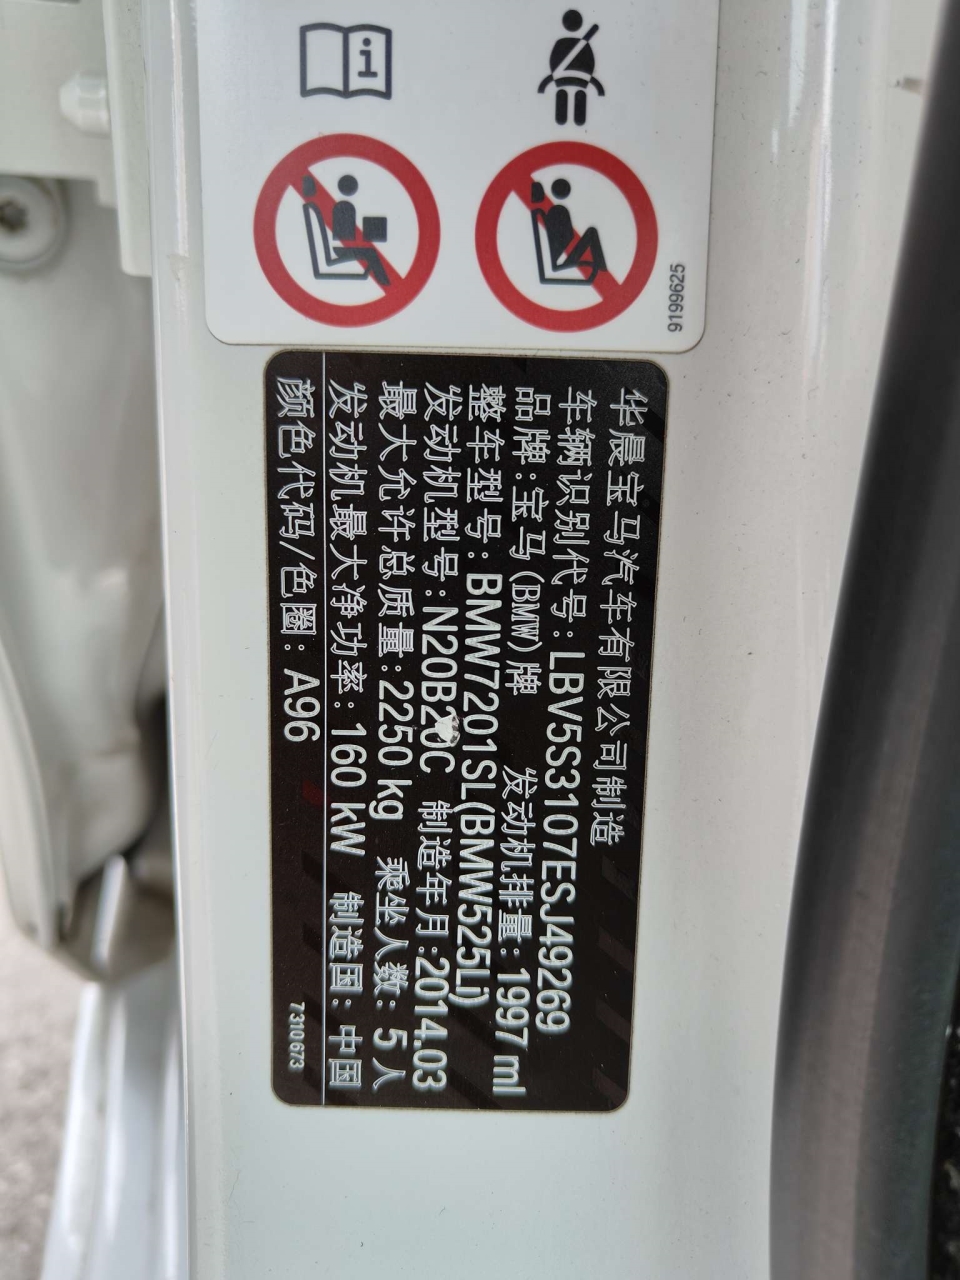 9199625
华晨宝马汽车有限公司制造
车辆识别代号:LBV5S3107ESJ49269
品牌:宝马(BMW)牌 发动机排量:1997 ml
整车型号:BMW7201SL(BMW525Li)
发动机型号:N20B20C 制造年月:2014.03
最大允许总质量:2250 kg 乘坐人数:5人
发动机最大净功率:160 kW 制造国:中国
颜色代码/色圈:A96
7310673